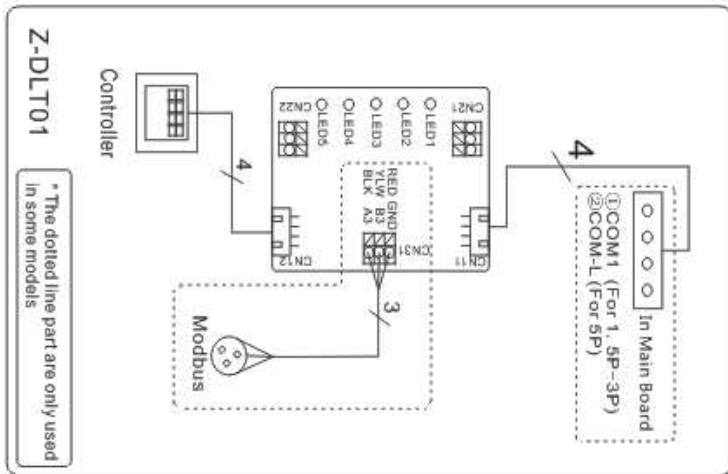 Z-DLT01
* The dotted line part are only used
in some models
Controller
4
CN22
LED5
LED4
LED3
LED2
LED1
CN21
RED GND
YLW B3
BLK A3
CN31
CN12
CN11
3
Modbus
4
In Main Board
①COM1 (For 1, 5P~3P)
②COM-L (For 5P)